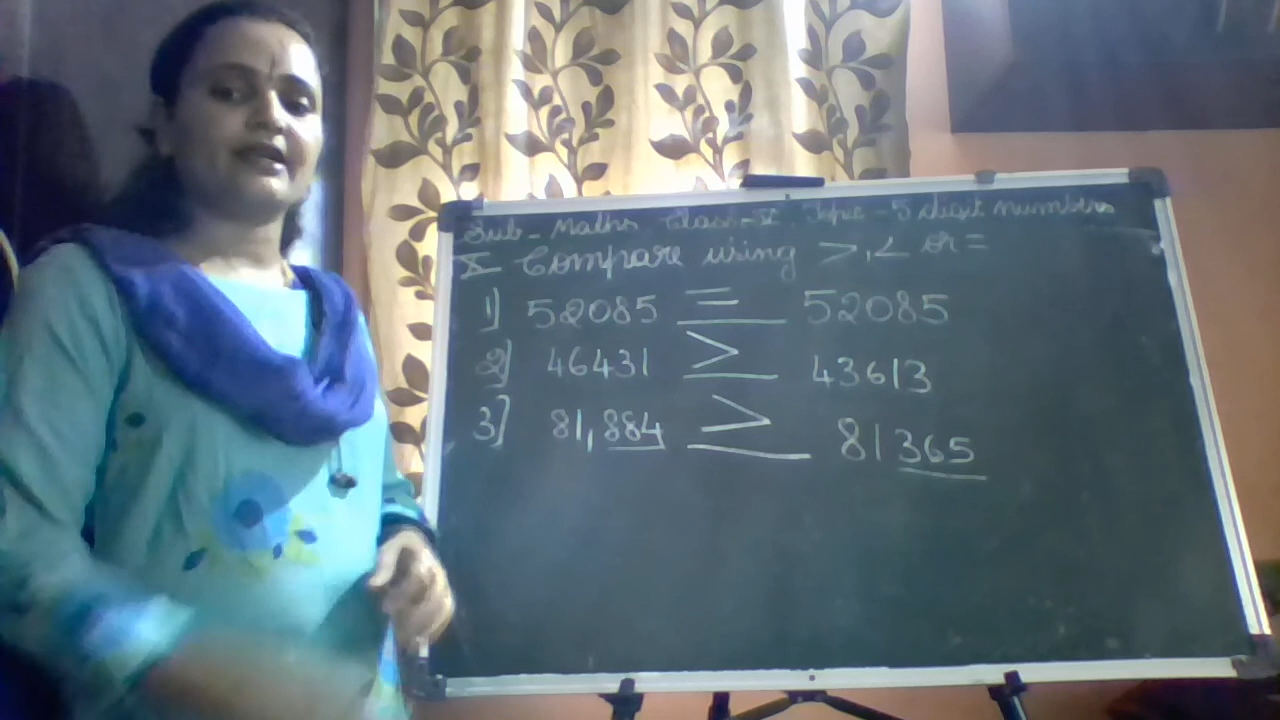 Sub - Maths Class - V Topic - 5 digit numbers
I Compare using >, < or =
1] 52085 = 52085
2] 46431 > 43613
3] 81,884 > 81365